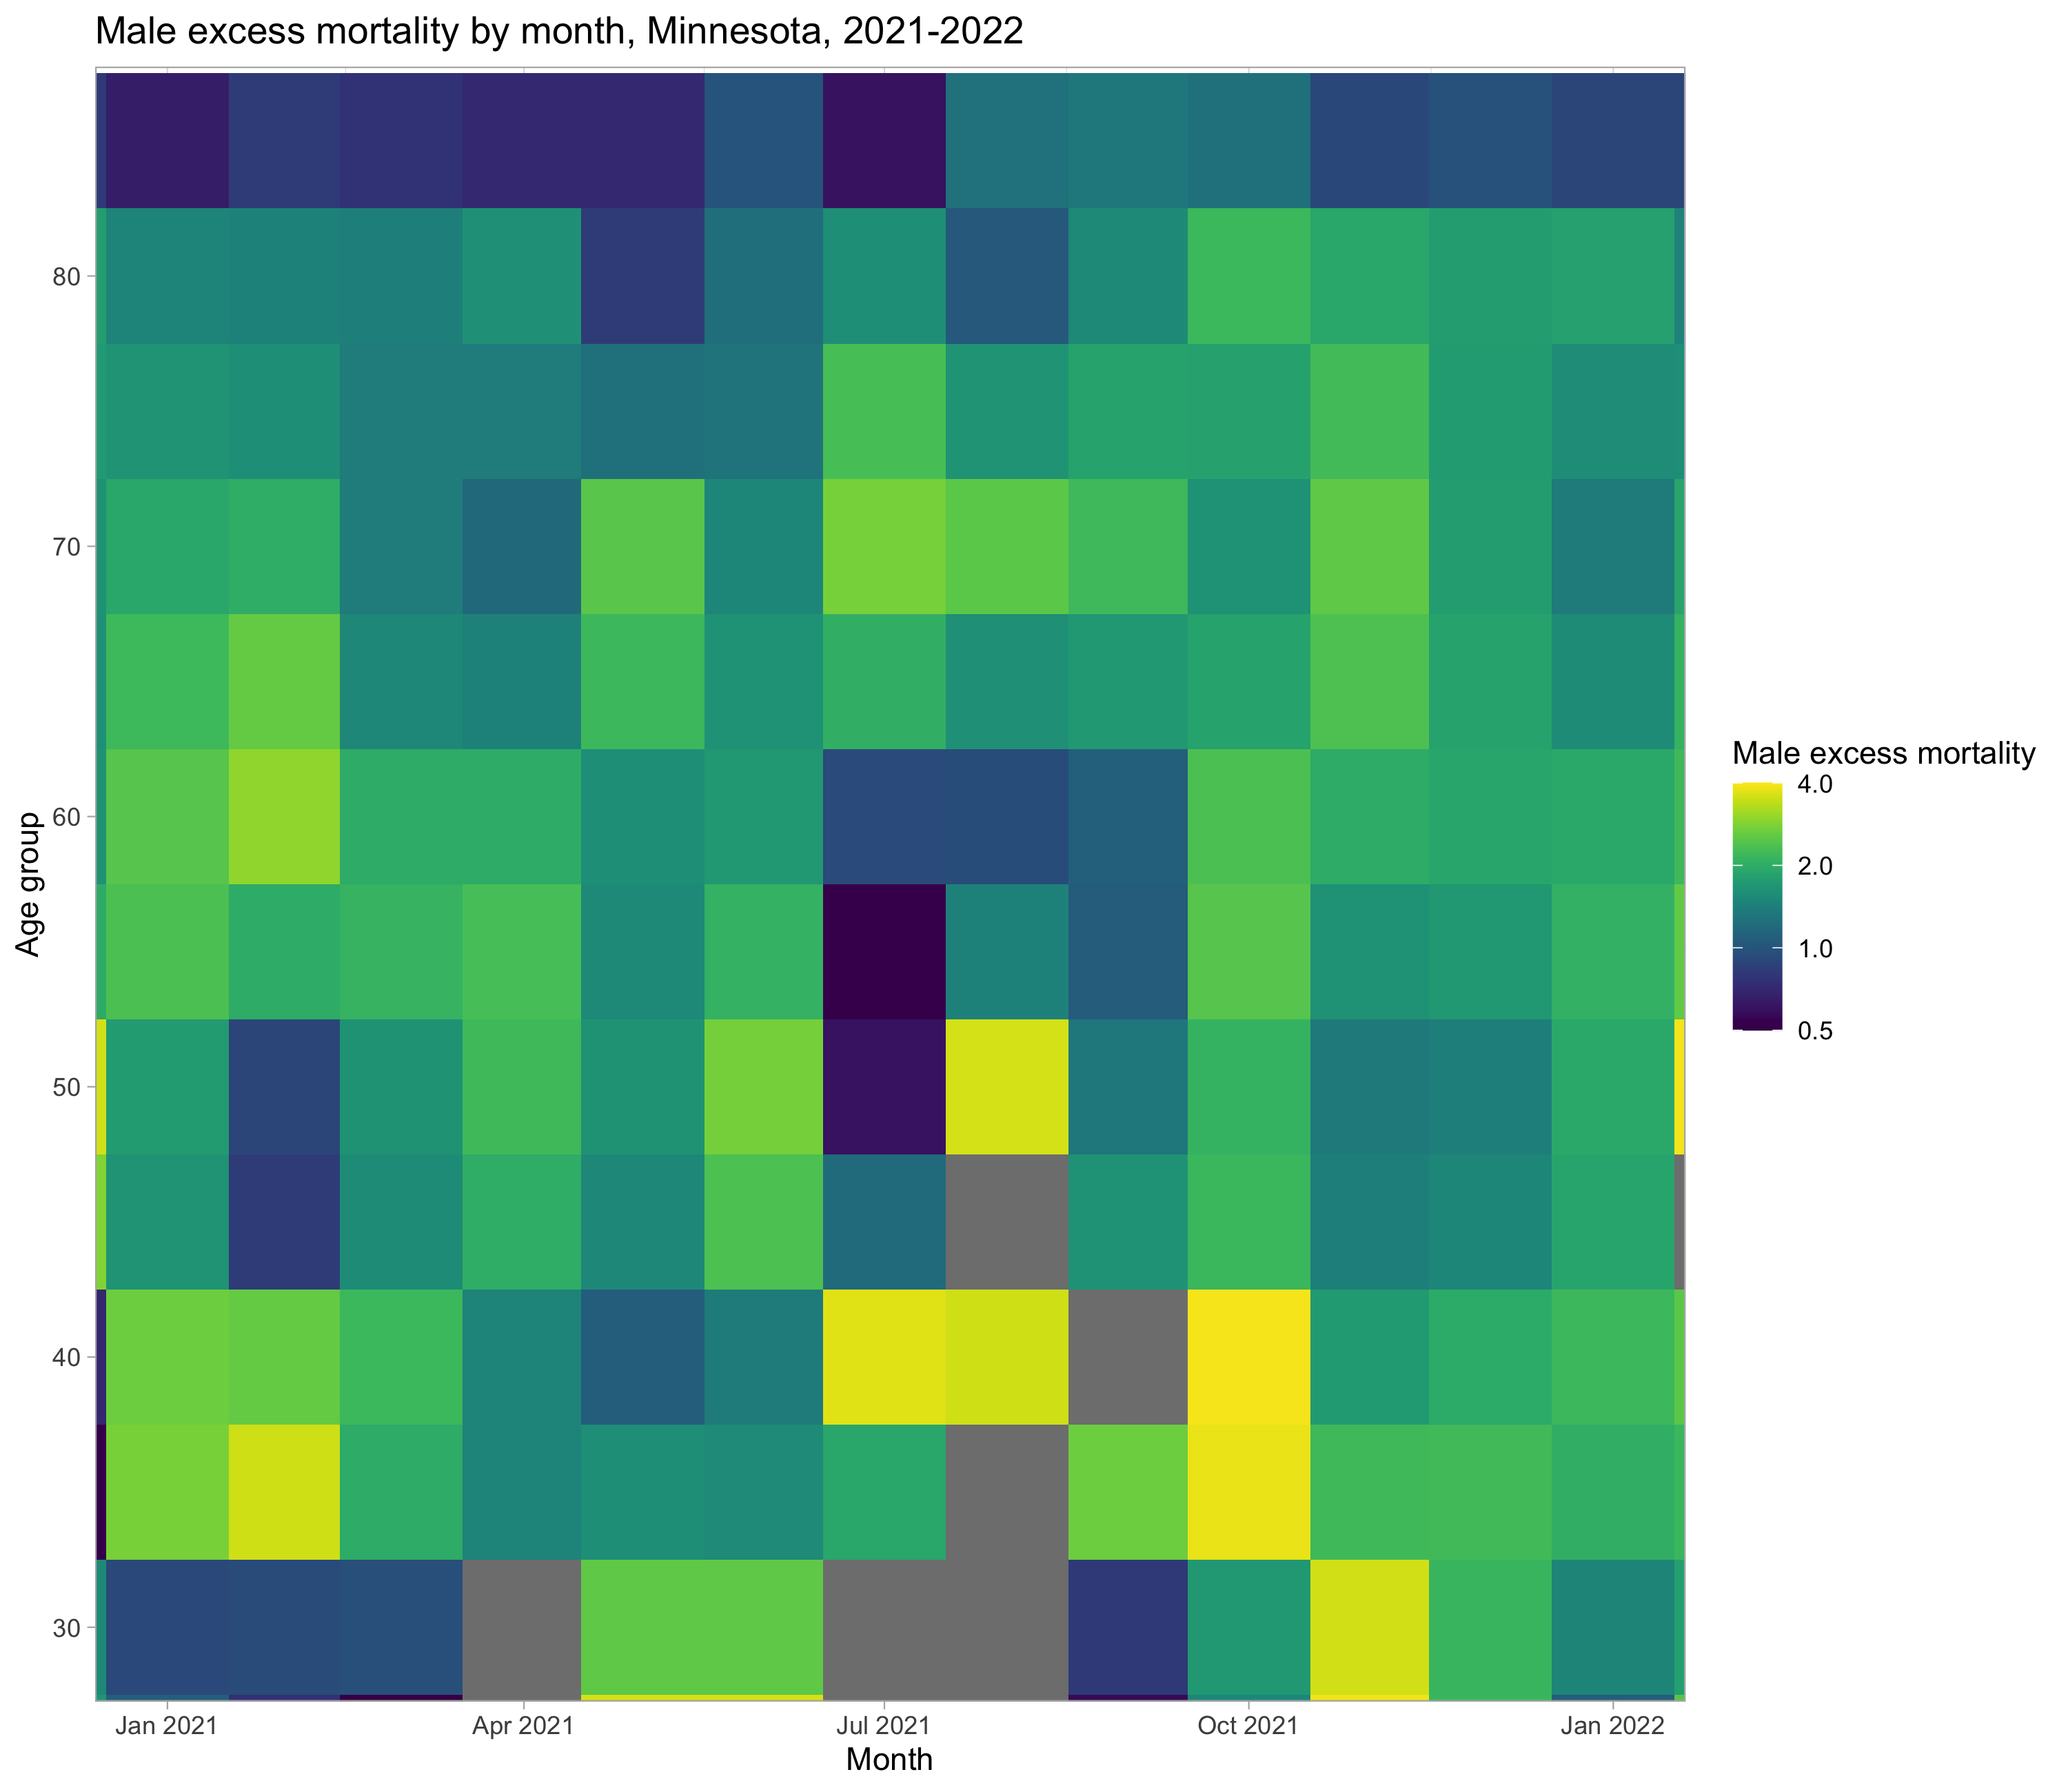 Male excess mortality by month, Minnesota, 2021-2022
80
70
60
50
40
30
Age group
Jan 2021
Apr 2021
Jul 2021
Oct 2021
Jan 2022
Month
Male excess mortality
4.0
2.0
1.0
0.5